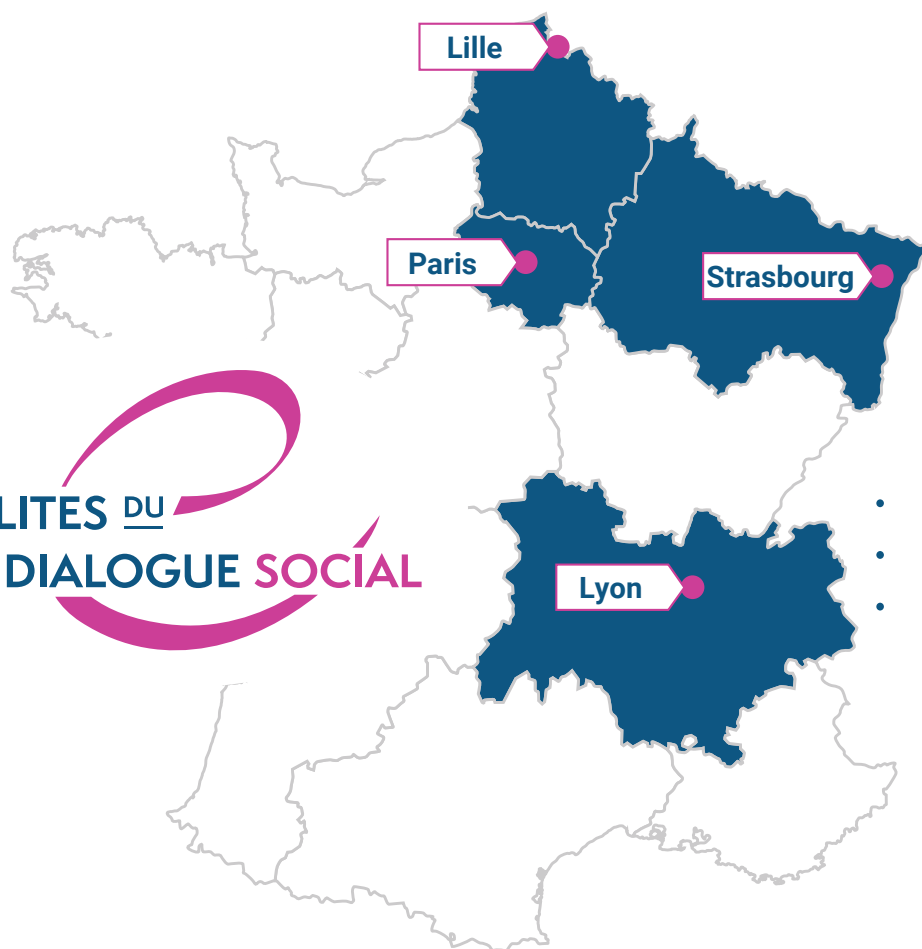 Lille
Paris
Strasbourg
LITES DU
DIALOGUE SOCIAL
Lyon